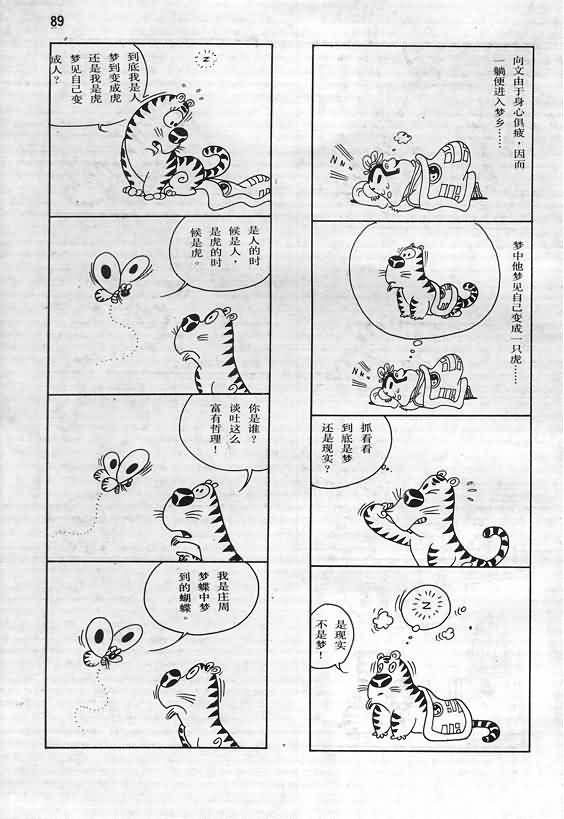 89
向文由于身心俱疲，因而
一躺便进入梦乡……
N
梦中他梦见自己变成一只虎……
N
抓看看
到底是梦
还是现实？
N
是现实
不是梦！
到底我是人
梦到变成虎
还是我是虎
梦见自己变
成人？
N
是人的时
候是人，
是虎的时
候是虎。
你是谁？
谈吐这么
富有哲理！
我是庄周
梦蝶中梦
到的蝴蝶。